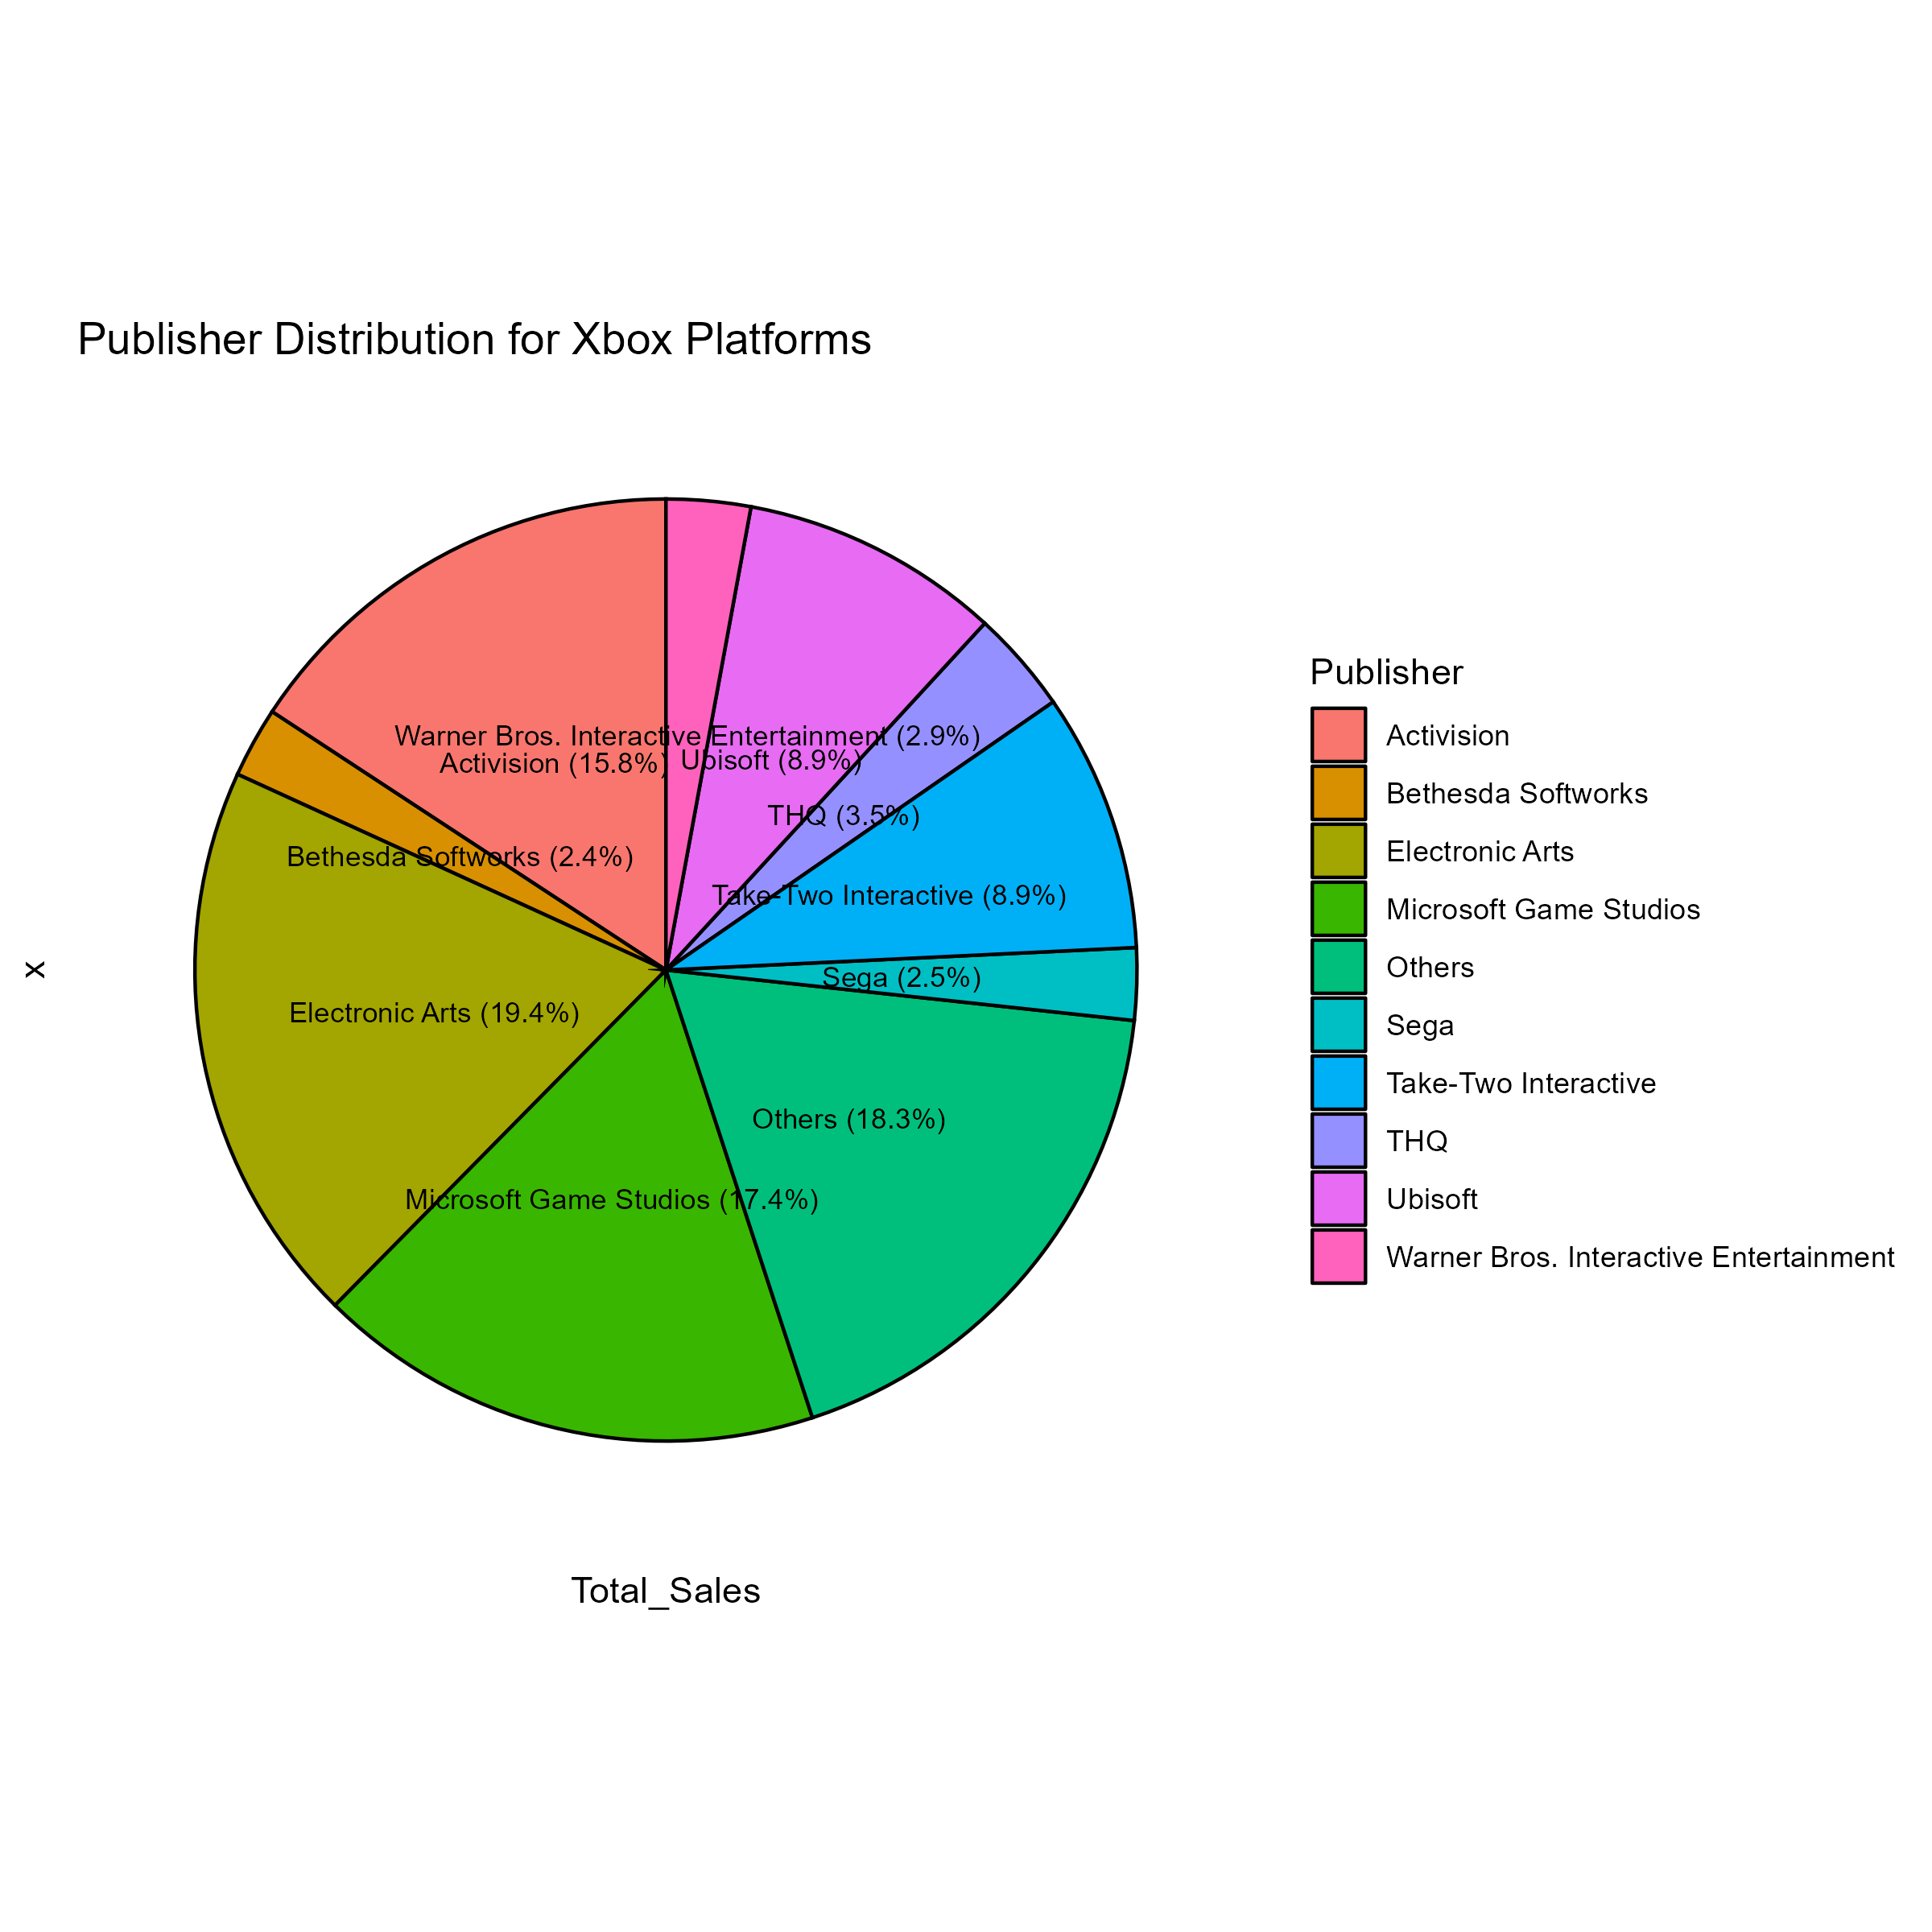 Publisher Distribution for Xbox Platforms
Warner Bros. Interactive Entertainment (2.9%)
Activision (15.8%)
Ubisoft (8.9%)
THQ (3.5%)
Bethesda Softworks (2.4%)
Take-Two Interactive (8.9%)
Sega (2.5%)
Electronic Arts (19.4%)
Others (18.3%)
Microsoft Game Studios (17.4%)
x
Total_Sales
Publisher
Activision
Bethesda Softworks
Electronic Arts
Microsoft Game Studios
Others
Sega
Take-Two Interactive
THQ
Ubisoft
Warner Bros. Interactive Entertainment